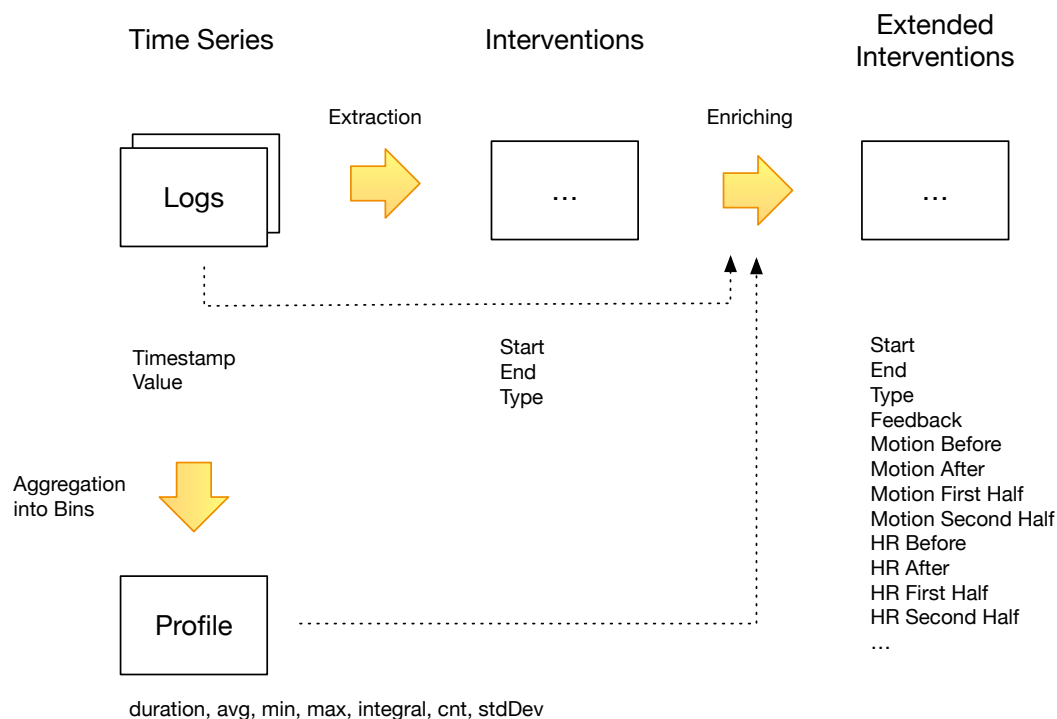 Time Series
Interventions
Extended
Interventions
Extraction
Enriching
Logs
...
...
Timestamp
Value
Start
End
Type
Start
End
Type
Feedback
Motion Before
Motion After
Motion First Half
Motion Second Half
HR Before
HR After
HR First Half
HR Second Half
...
Aggregation
into Bins
Profile
duration, avg, min, max, integral, cnt, stdDev